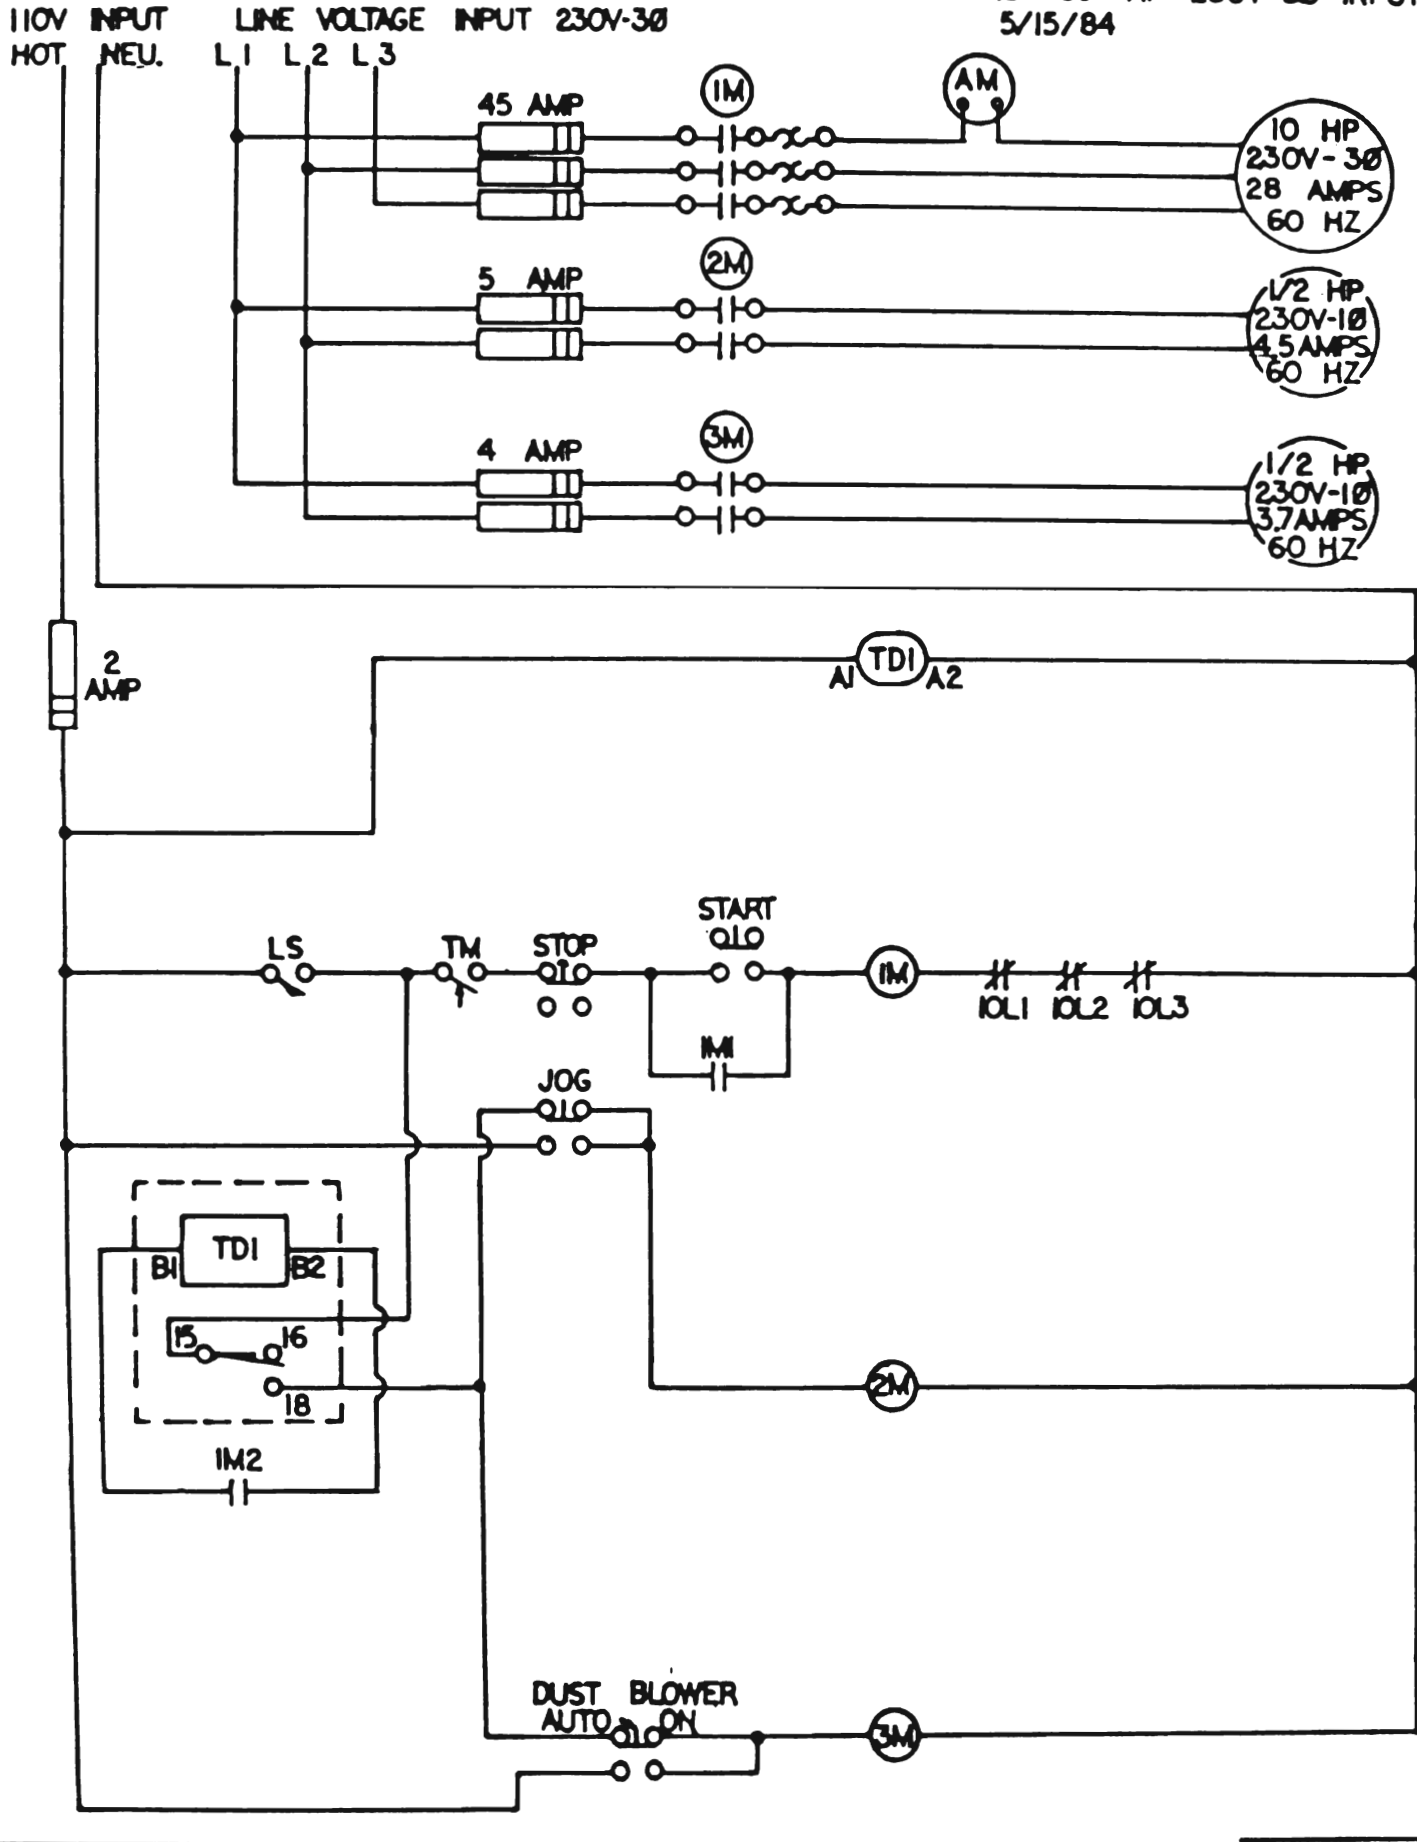 110V INPUT LINE VOLTAGE INPUT 230V-3Ø
HOT NEU. L1 L2 L3
5/15/84
45 AMP
1M
AM
10 HP
230V-3Ø
28 AMPS
60 HZ
5 AMP
2M
1/2 HP
230V-1Ø
4.5 AMPS
60 HZ
4 AMP
3M
1/2 HP
230V-1Ø
3.7 AMPS
60 HZ
2
AMP
TD1
A1 A2
START
LS TM STOP
1M
1OL1 1OL2 1OL3
1M1
JOG
TD1
B1 B2
15 16
18
2M
1M2
DUST BLOWER
AUTO ON
3M